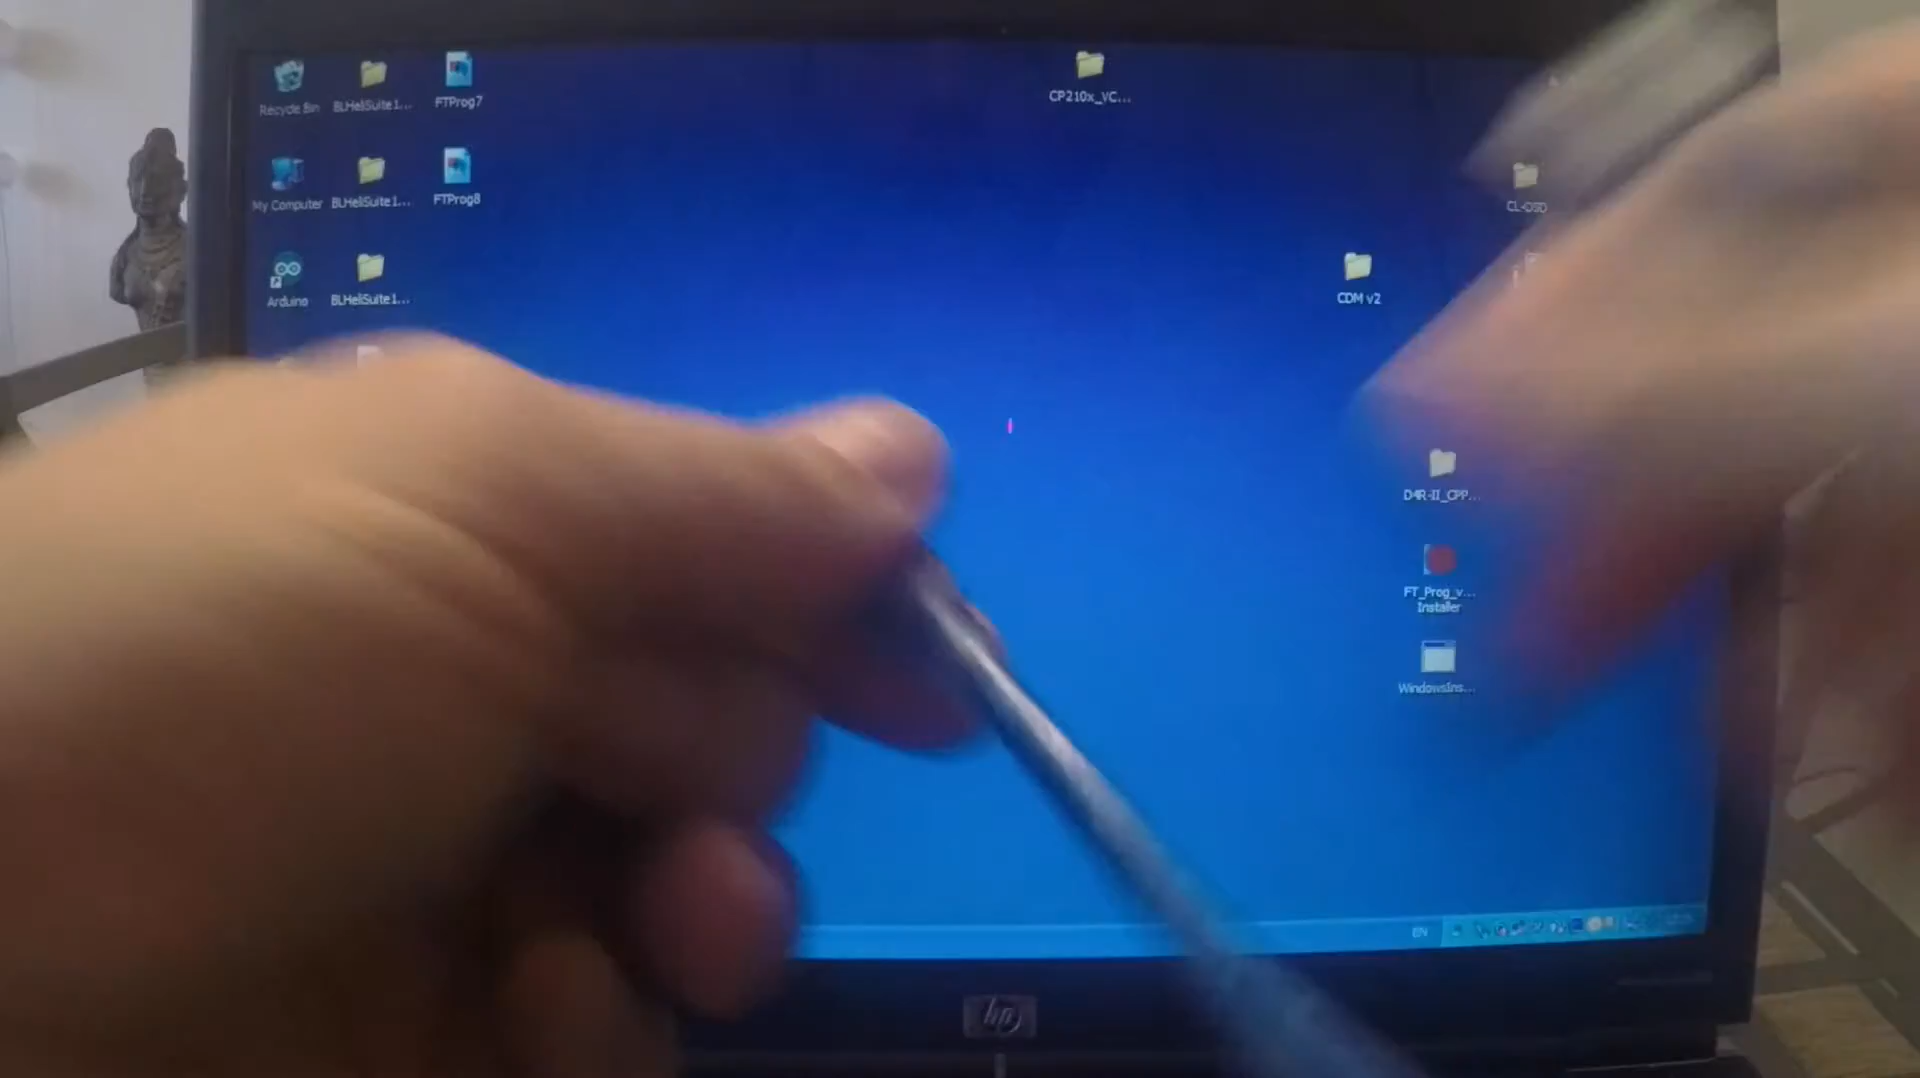 Recycle Bin
BLHeliSuite1...
FTProg7
CP210x_VC...
My Computer
BLHeliSuite1...
FTProg8
CL-OSD
Arduino
BLHeliSuite1...
CDM v2
D4R-II_CPP...
FT_Prog_v...
Installer
WindowsIns...
EN
hp